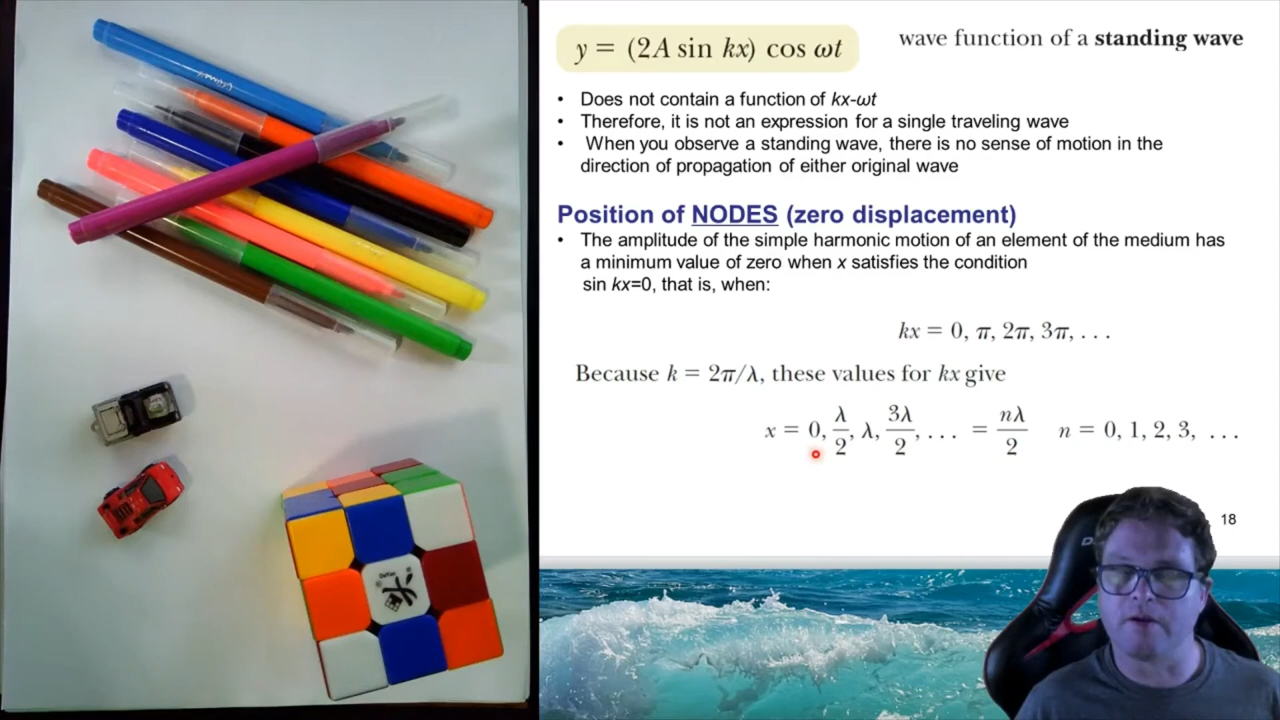 y = (2A sin kx) cos ωt
wave function of a standing wave
• Does not contain a function of kx-ωt
• Therefore, it is not an expression for a single traveling wave
• When you observe a standing wave, there is no sense of motion in the
direction of propagation of either original wave
Position of NODES (zero displacement)
• The amplitude of the simple harmonic motion of an element of the medium has
a minimum value of zero when x satisfies the condition
sin kx=0, that is, when:
kx = 0, π, 2π, 3π, . . .
Because k = 2π/λ, these values for kx give
x = 0, λ/2, λ, 3λ/2, . . . = nλ/2 n = 0, 1, 2, 3, . . .
18